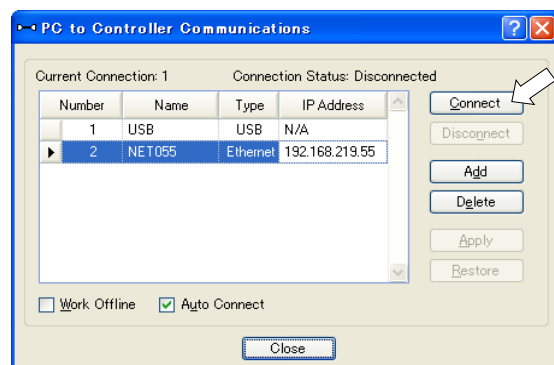 PC to Controller Communications
Current Connection: 1 Connection Status: Disconnected
Number Name Type IP Address
1 USB USB N/A
2 NET055 Ethernet 192.168.219.55
Connect
Disconnect
Add
Delete
Apply
Restore
Work Offline Auto Connect
Close